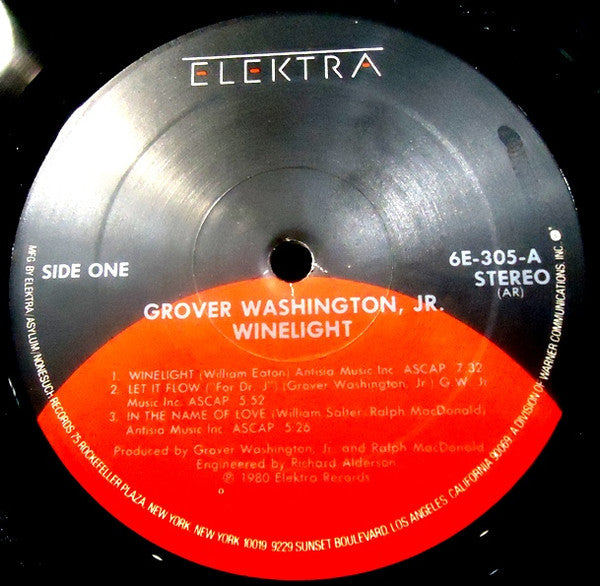 ELEKTRA
SIDE ONE
6E-305-A
STEREO
(AR)
GROVER WASHINGTON, JR.
WINELIGHT
1. WINELIGHT (William Eaton) Antisia Music Inc. ASCAP 7:32
2. LET IT FLOW ("For Dr. J") (Grover Washington, Jr.) G.W. Jr.
Music Inc. ASCAP 5:52
3. IN THE NAME OF LOVE (William Salter-Ralph MacDonald)
Antisia Music Inc. ASCAP 5:26
Produced by Grover Washington, Jr. and Ralph MacDonald
Engineered by Richard Alderson
℗ 1980 Elektra Records
MFG. BY ELEKTRA/ASYLUM/NONESUCH RECORDS 75 ROCKEFELLER PLAZA, NEW YORK, NEW YORK 10019 9229 SUNSET BOULEVARD, LOS ANGELES, CALIFORNIA 90069. A DIVISION OF WARNER COMMUNICATIONS, INC.